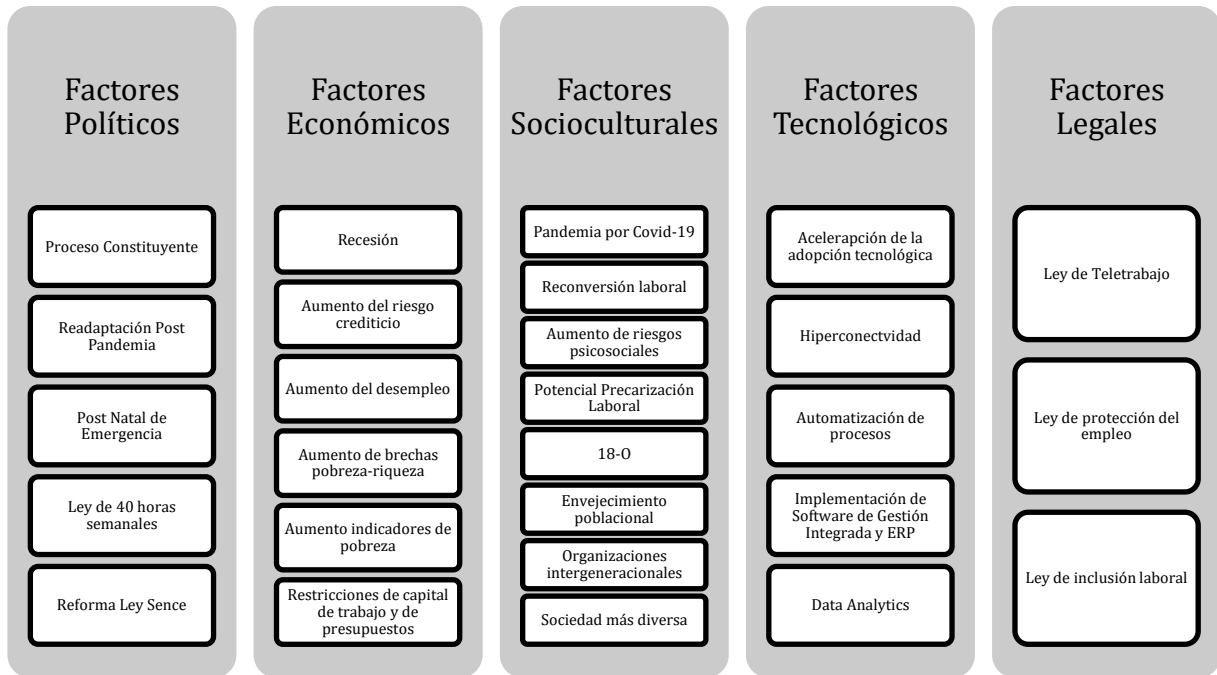 Factores
Políticos
Proceso Constituyente
Readaptación Post
Pandemia
Post Natal de
Emergencia
Ley de 40 horas
semanales
Reforma Ley Sence
Factores
Económicos
Recesión
Aumento del riesgo
crediticio
Aumento del desempleo
Aumento de brechas
pobreza-riqueza
Aumento indicadores de
pobreza
Restricciones de capital
de trabajo y de
presupuestos
Factores
Socioculturales
Pandemia por Covid-19
Reconversión laboral
Aumento de riesgos
psicosociales
Potencial Precarización
Laboral
18-O
Envejecimiento
poblacional
Organizaciones
intergeneracionales
Sociedad más diversa
Factores
Tecnológicos
Acelerapción de la
adopción tecnológica
Hiperconectvidad
Automatización de
procesos
Implementación de
Software de Gestión
Integrada y ERP
Data Analytics
Factores
Legales
Ley de Teletrabajo
Ley de protección del
empleo
Ley de inclusión laboral